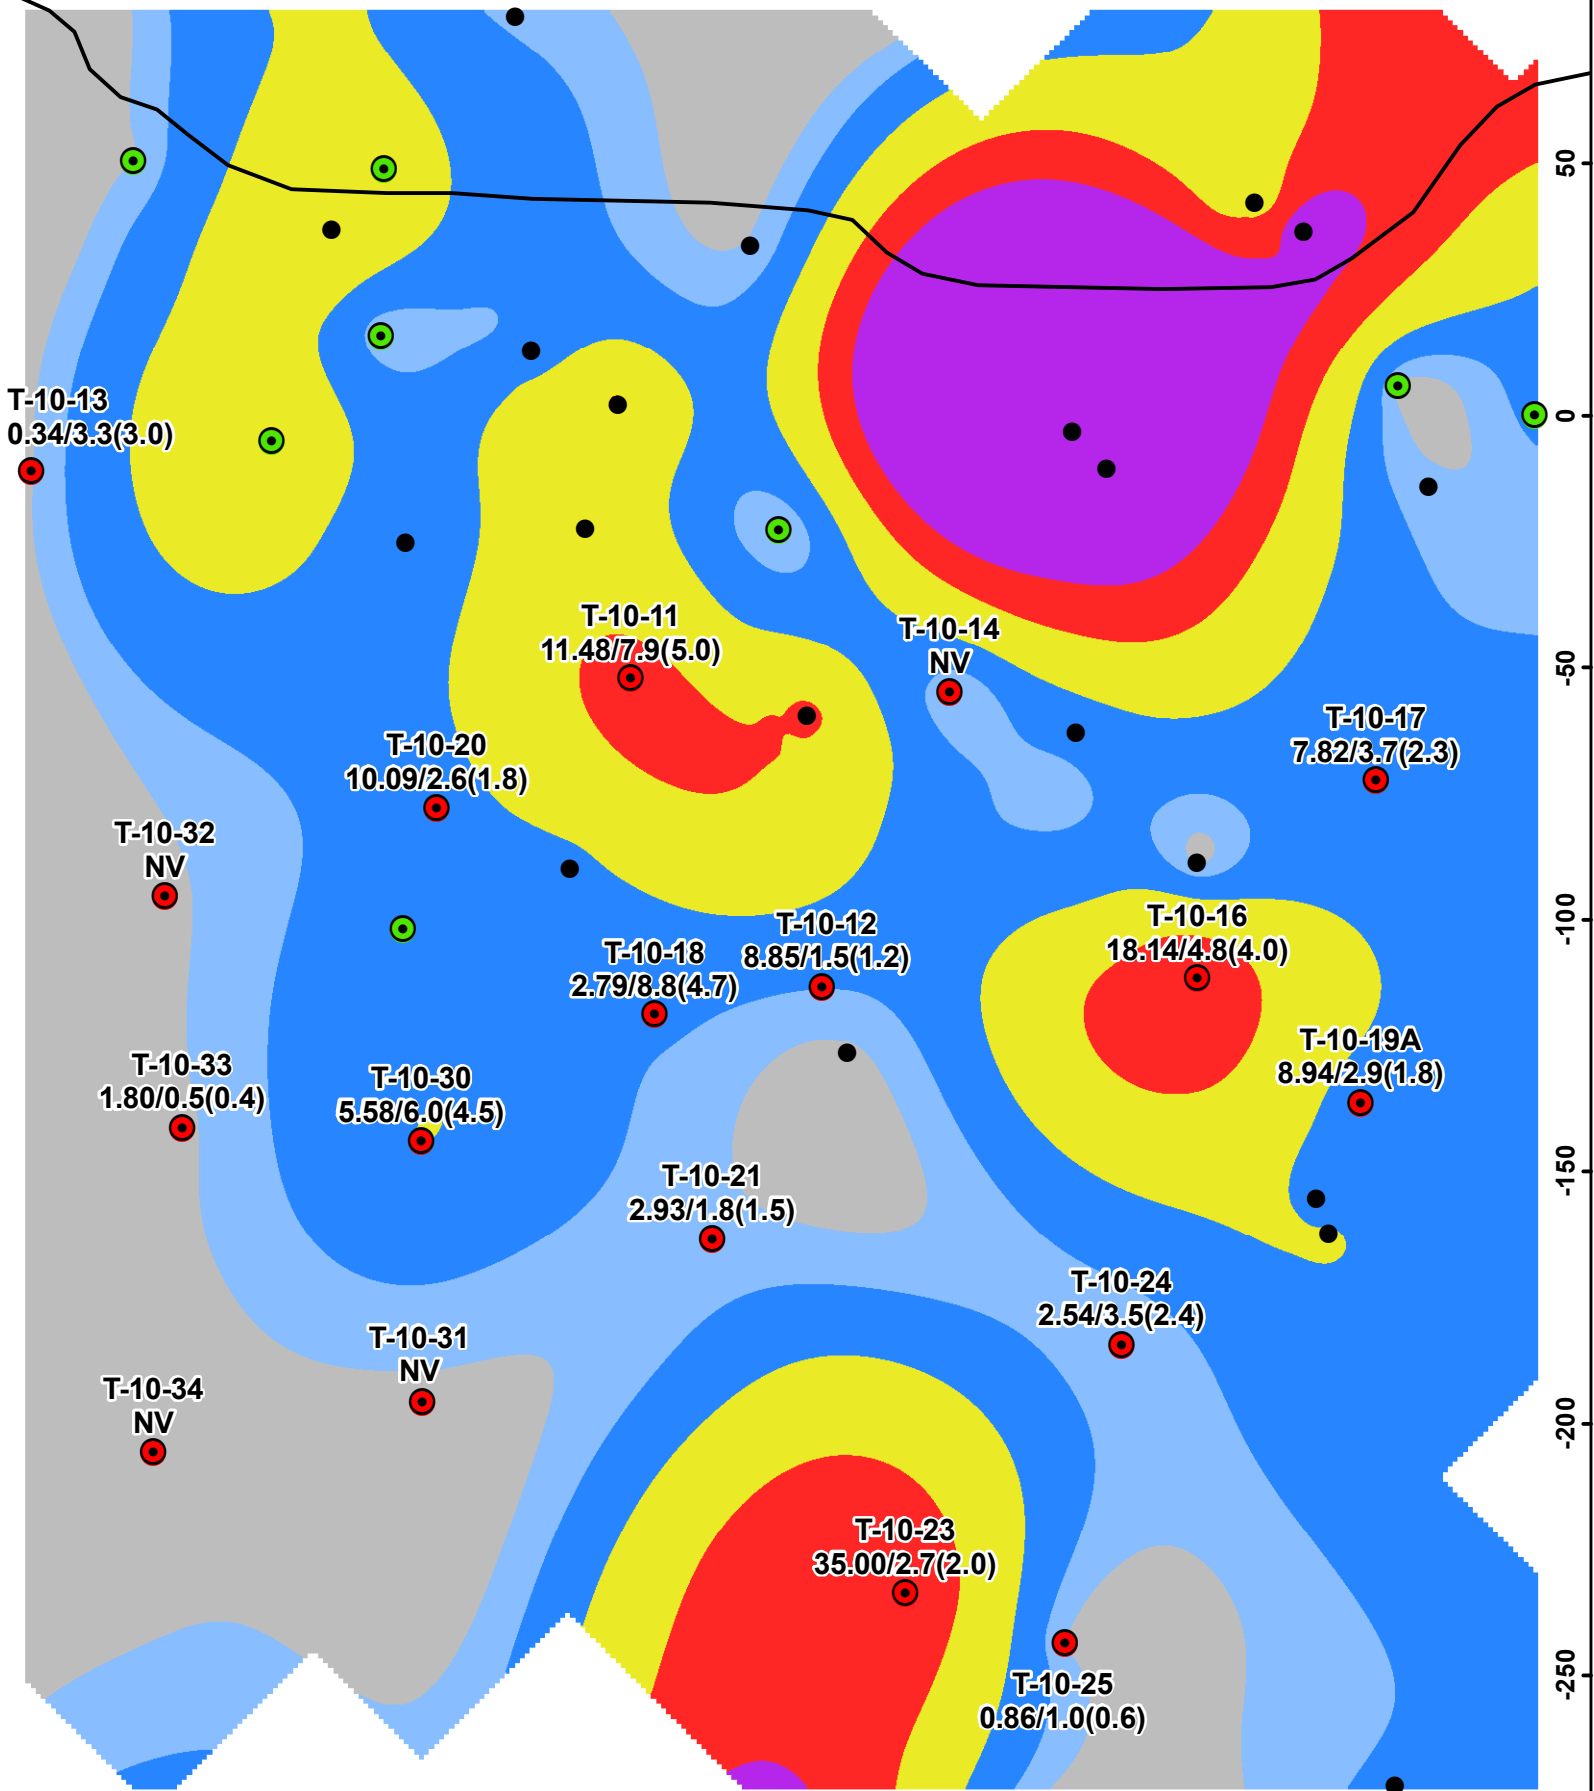 50
T-10-13
0.34/3.3(3.0)
0
T-10-11
11.48/7.9(5.0)
T-10-14
NV
-50
T-10-17
7.82/3.7(2.3)
T-10-20
10.09/2.6(1.8)
T-10-32
NV
T-10-16
18.14/4.8(4.0)
-100
T-10-12
8.85/1.5(1.2)
T-10-18
2.79/8.8(4.7)
T-10-19A
8.94/2.9(1.8)
T-10-33
1.80/0.5(0.4)
T-10-30
5.58/6.0(4.5)
-150
T-10-21
2.93/1.8(1.5)
T-10-24
2.54/3.5(2.4)
T-10-31
NV
T-10-34
NV
-200
T-10-23
35.00/2.7(2.0)
-250
T-10-25
0.86/1.0(0.6)